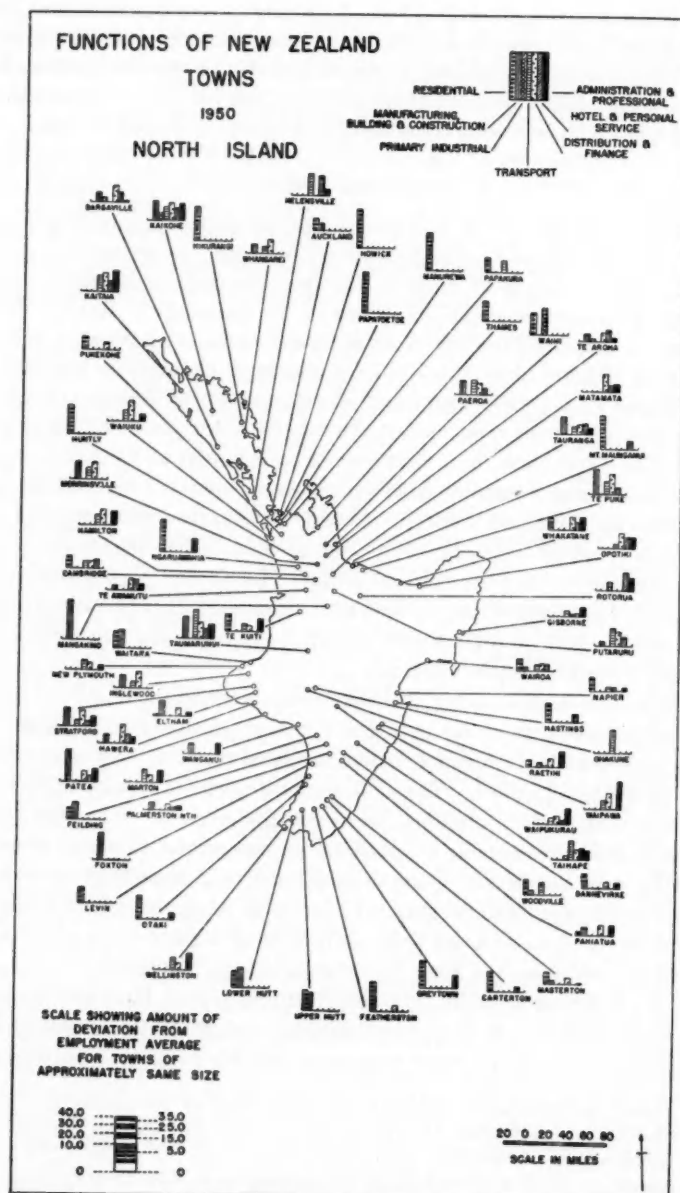 FUNCTIONS OF NEW ZEALAND
TOWNS
1950
NORTH ISLAND
RESIDENTIAL
MANUFACTURING,
BUILDING & CONSTRUCTION
PRIMARY INDUSTRIAL
TRANSPORT
ADMINISTRATION &
PROFESSIONAL
HOTEL & PERSONAL
SERVICE
DISTRIBUTION &
FINANCE
DARGAVILLE
KAIKOHE
HIKURANGI
WHANGAREI
HELENSVILLE
AUCKLAND
HOWICK
MANUREWA
PAPAKURA
KAITAIA
PAPATOETOE
THAMES
WAIHI
TE AROHA
PUKEKOHE
PAEROA
MATAMATA
WAIUKU
HUNTLY
TAURANGA
MT. MAUNGANUI
MORRINSVILLE
TE PUKE
HAMILTON
NGARUAWAHIA
WHAKATANE
OPOTIKI
CAMBRIDGE
TE AWAMUTU
ROTORUA
MANGAKINO
WAITARA
TAUMARUNUI
TE KUITI
GISBORNE
PUTARURU
NEW PLYMOUTH
INGLEWOOD
WAIROA
NAPIER
STRATFORD
ELTHAM
HASTINGS
HAWERA
WANGANUI
OHAKUNE
RAETIHI
PATEA
MARTON
WAIPAWA
PALMERSTON NTH
WAIPUKURAU
FEILDING
TAIHAPE
FOXTON
WOODVILLE
DANNEVIRKE
LEVIN
OTAKI
PAHIATUA
WELLINGTON
LOWER HUTT
UPPER HUTT
FEATHERSTON
GREYTOWN
CARTERTON
MASTERTON
SCALE SHOWING AMOUNT OF
DEVIATION FROM
EMPLOYMENT AVERAGE
FOR TOWNS OF
APPROXIMATELY SAME SIZE
40.0 35.0
30.0 25.0
20.0 15.0
10.0 5.0
0 0
20 0 20 40 60 80
SCALE IN MILES